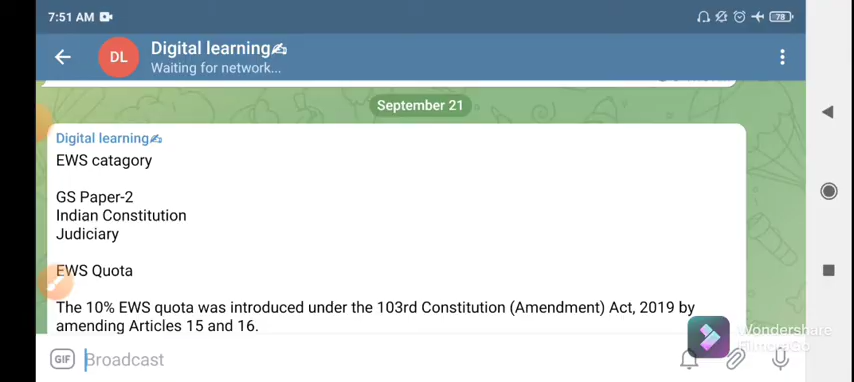 7:51 AM
78
DL
Digital learning✍
Waiting for network...
September 21
Digital learning✍
EWS catagory
GS Paper-2
Indian Constitution
Judiciary
EWS Quota
The 10% EWS quota was introduced under the 103rd Constitution (Amendment) Act, 2019 by
amending Articles 15 and 16.
Wondershare
FilmoraGo
GIF
Broadcast